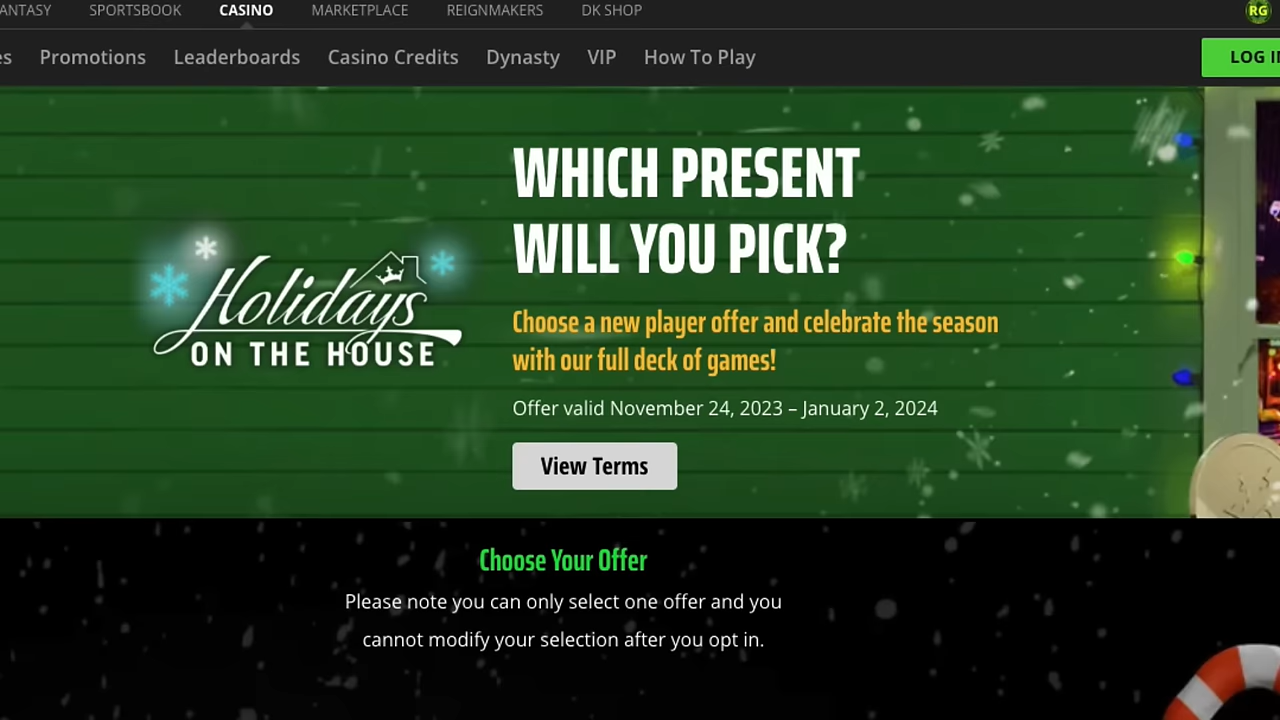 ANTASY SPORTSBOOK CASINO MARKETPLACE REIGNMAKERS DK SHOP RG
es Promotions Leaderboards Casino Credits Dynasty VIP How To Play LOG IN
WHICH PRESENT
WILL YOU PICK?
Holidays
ON THE HOUSE
Choose a new player offer and celebrate the season
with our full deck of games!
Offer valid November 24, 2023 – January 2, 2024
View Terms
Choose Your Offer
Please note you can only select one offer and you
cannot modify your selection after you opt in.